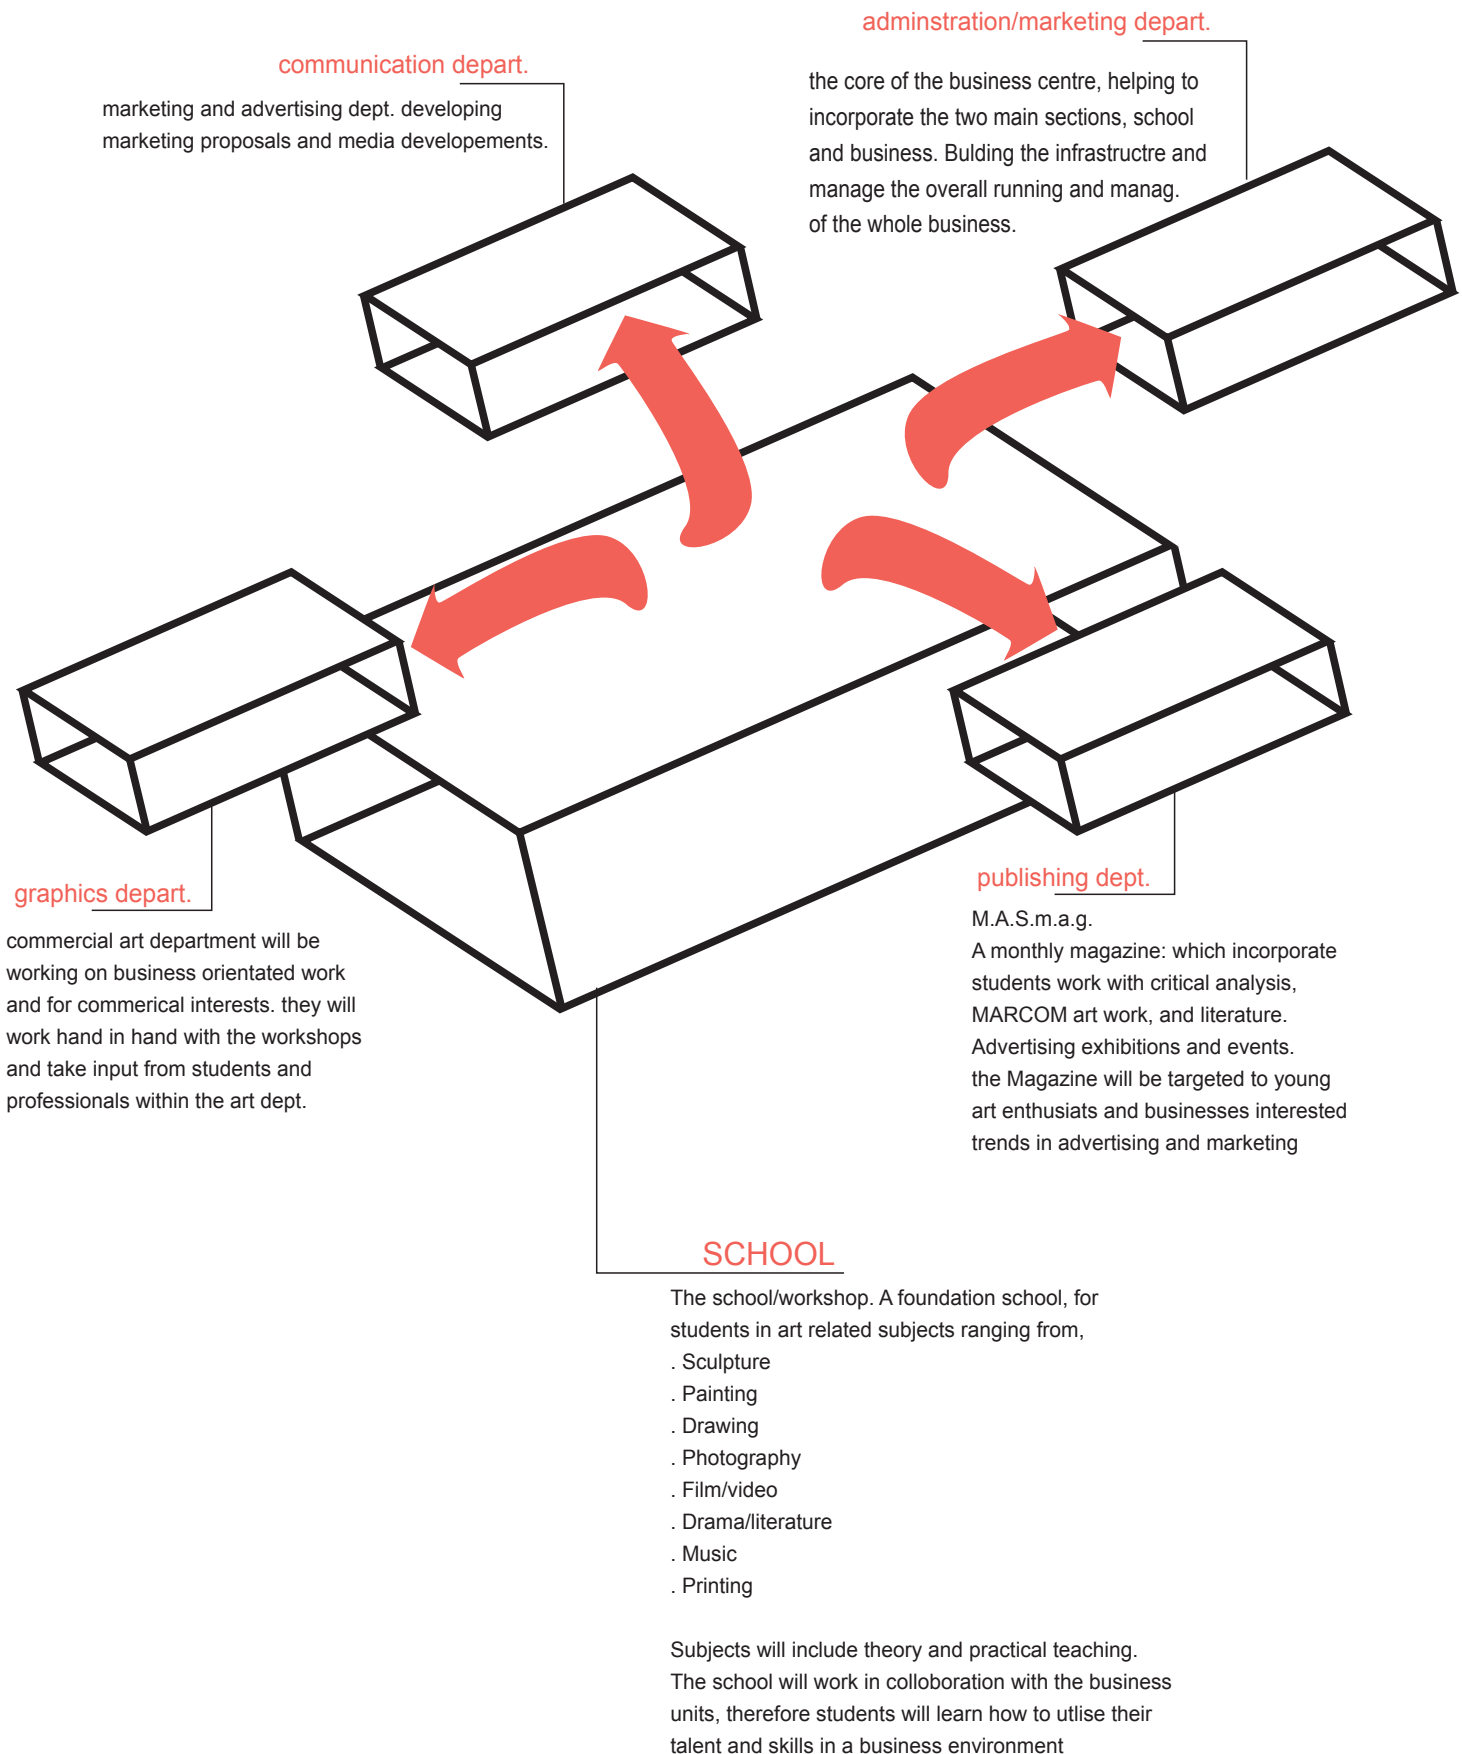 adminstration/marketing depart.
the core of the business centre, helping to
incorporate the two main sections, school
and business. Bulding the infrastructre and
manage the overall running and manag.
of the whole business.
communication depart.
marketing and advertising dept. developing
marketing proposals and media developements.
graphics depart.
commercial art department will be
working on business orientated work
and for commerical interests. they will
work hand in hand with the workshops
and take input from students and
professionals within the art dept.
publishing dept.
M.A.S.m.a.g.
A monthly magazine: which incorporate
students work with critical analysis,
MARCOM art work, and literature.
Advertising exhibitions and events.
the Magazine will be targeted to young
art enthusiats and businesses interested
trends in advertising and marketing
SCHOOL
The school/workshop. A foundation school, for
students in art related subjects ranging from,
. Sculpture
. Painting
. Drawing
. Photography
. Film/video
. Drama/literature
. Music
. Printing
Subjects will include theory and practical teaching.
The school will work in colloboration with the business
units, therefore students will learn how to utlise their
talent and skills in a business environment